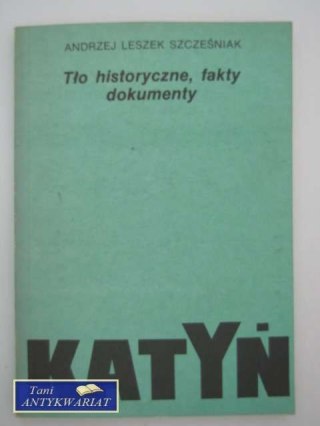 ANDRZEJ LESZEK SZCZEŚNIAK
Tło historyczne, fakty
dokumenty
KATYŃ
Tani
ANTYKWARIAT